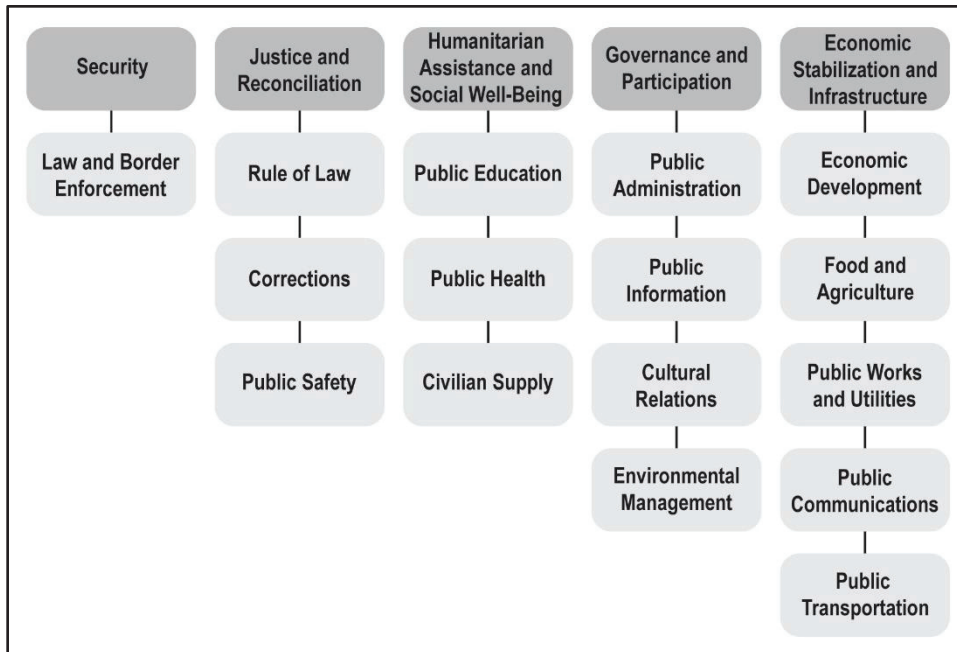 Security
Law and Border
Enforcement
Justice and
Reconciliation
Rule of Law
Corrections
Public Safety
Humanitarian
Assistance and
Social Well-Being
Public Education
Public Health
Civilian Supply
Governance and
Participation
Public
Administration
Public
Information
Cultural
Relations
Environmental
Management
Economic
Stabilization and
Infrastructure
Economic
Development
Food and
Agriculture
Public Works
and Utilities
Public
Communications
Public
Transportation